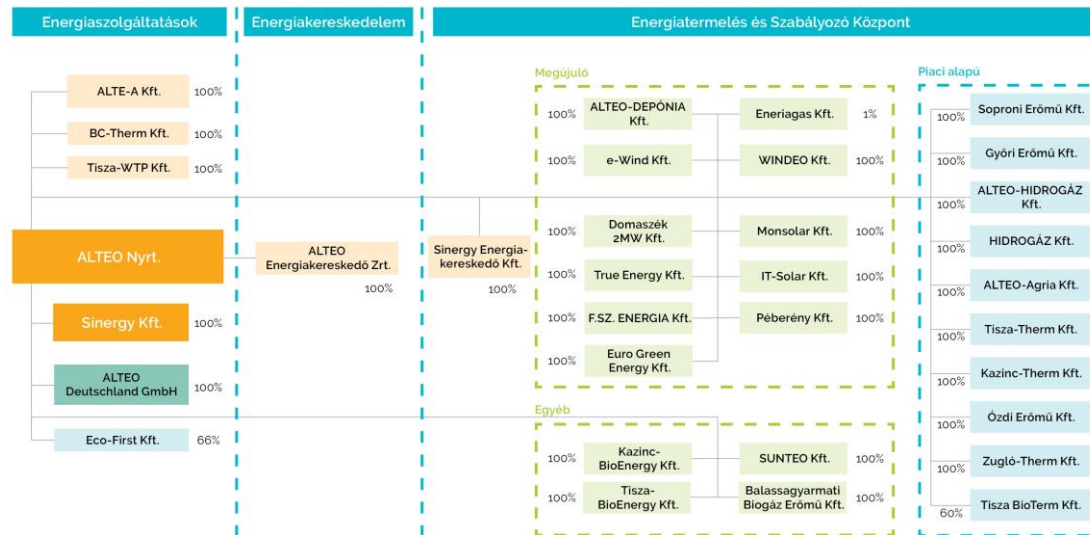 Energiaszolgáltatások
Energiakereskedelem
Energiatermelés és Szabályozó Központ
ALTE-A Kft.
100%
BC-Therm Kft.
100%
Tisza-WTP Kft.
100%
ALTEO Nyrt.
Sinergy Kft.
100%
ALTEO
Deutschland GmbH
100%
Eco-First Kft.
66%
ALTEO
Energiakereskedő Zrt.
100%
Sinergy Energia-
kereskedő Kft.
100%
Megújuló
100%
ALTEO-DEPÓNIA
Kft.
Eneriagas Kft.
1%
100%
e-Wind Kft.
WINDEO Kft.
100%
100%
Domaszék
2MW Kft.
Monsolar Kft.
100%
100%
True Energy Kft.
IT-Solar Kft.
100%
100%
F.SZ. ENERGIA Kft.
Péberény Kft.
100%
100%
Euro Green
Energy Kft.
Egyéb
100%
Kazinc-
BioEnergy Kft.
SUNTEO Kft.
100%
100%
Tisza-
BioEnergy Kft.
Balassagyarmati
Biogáz Erőmű Kft.
100%
Piaci alapú
100%
Soproni Erőmű Kft.
100%
Győri Erőmű Kft.
100%
ALTEO-HIDROGÁZ
Kft.
100%
HIDROGÁZ Kft.
100%
ALTEO-Agria Kft.
100%
Tisza-Therm Kft.
100%
Kazinc-Therm Kft.
100%
Ózdi Erőmű Kft.
100%
Zugló-Therm Kft.
60%
Tisza BioTerm Kft.